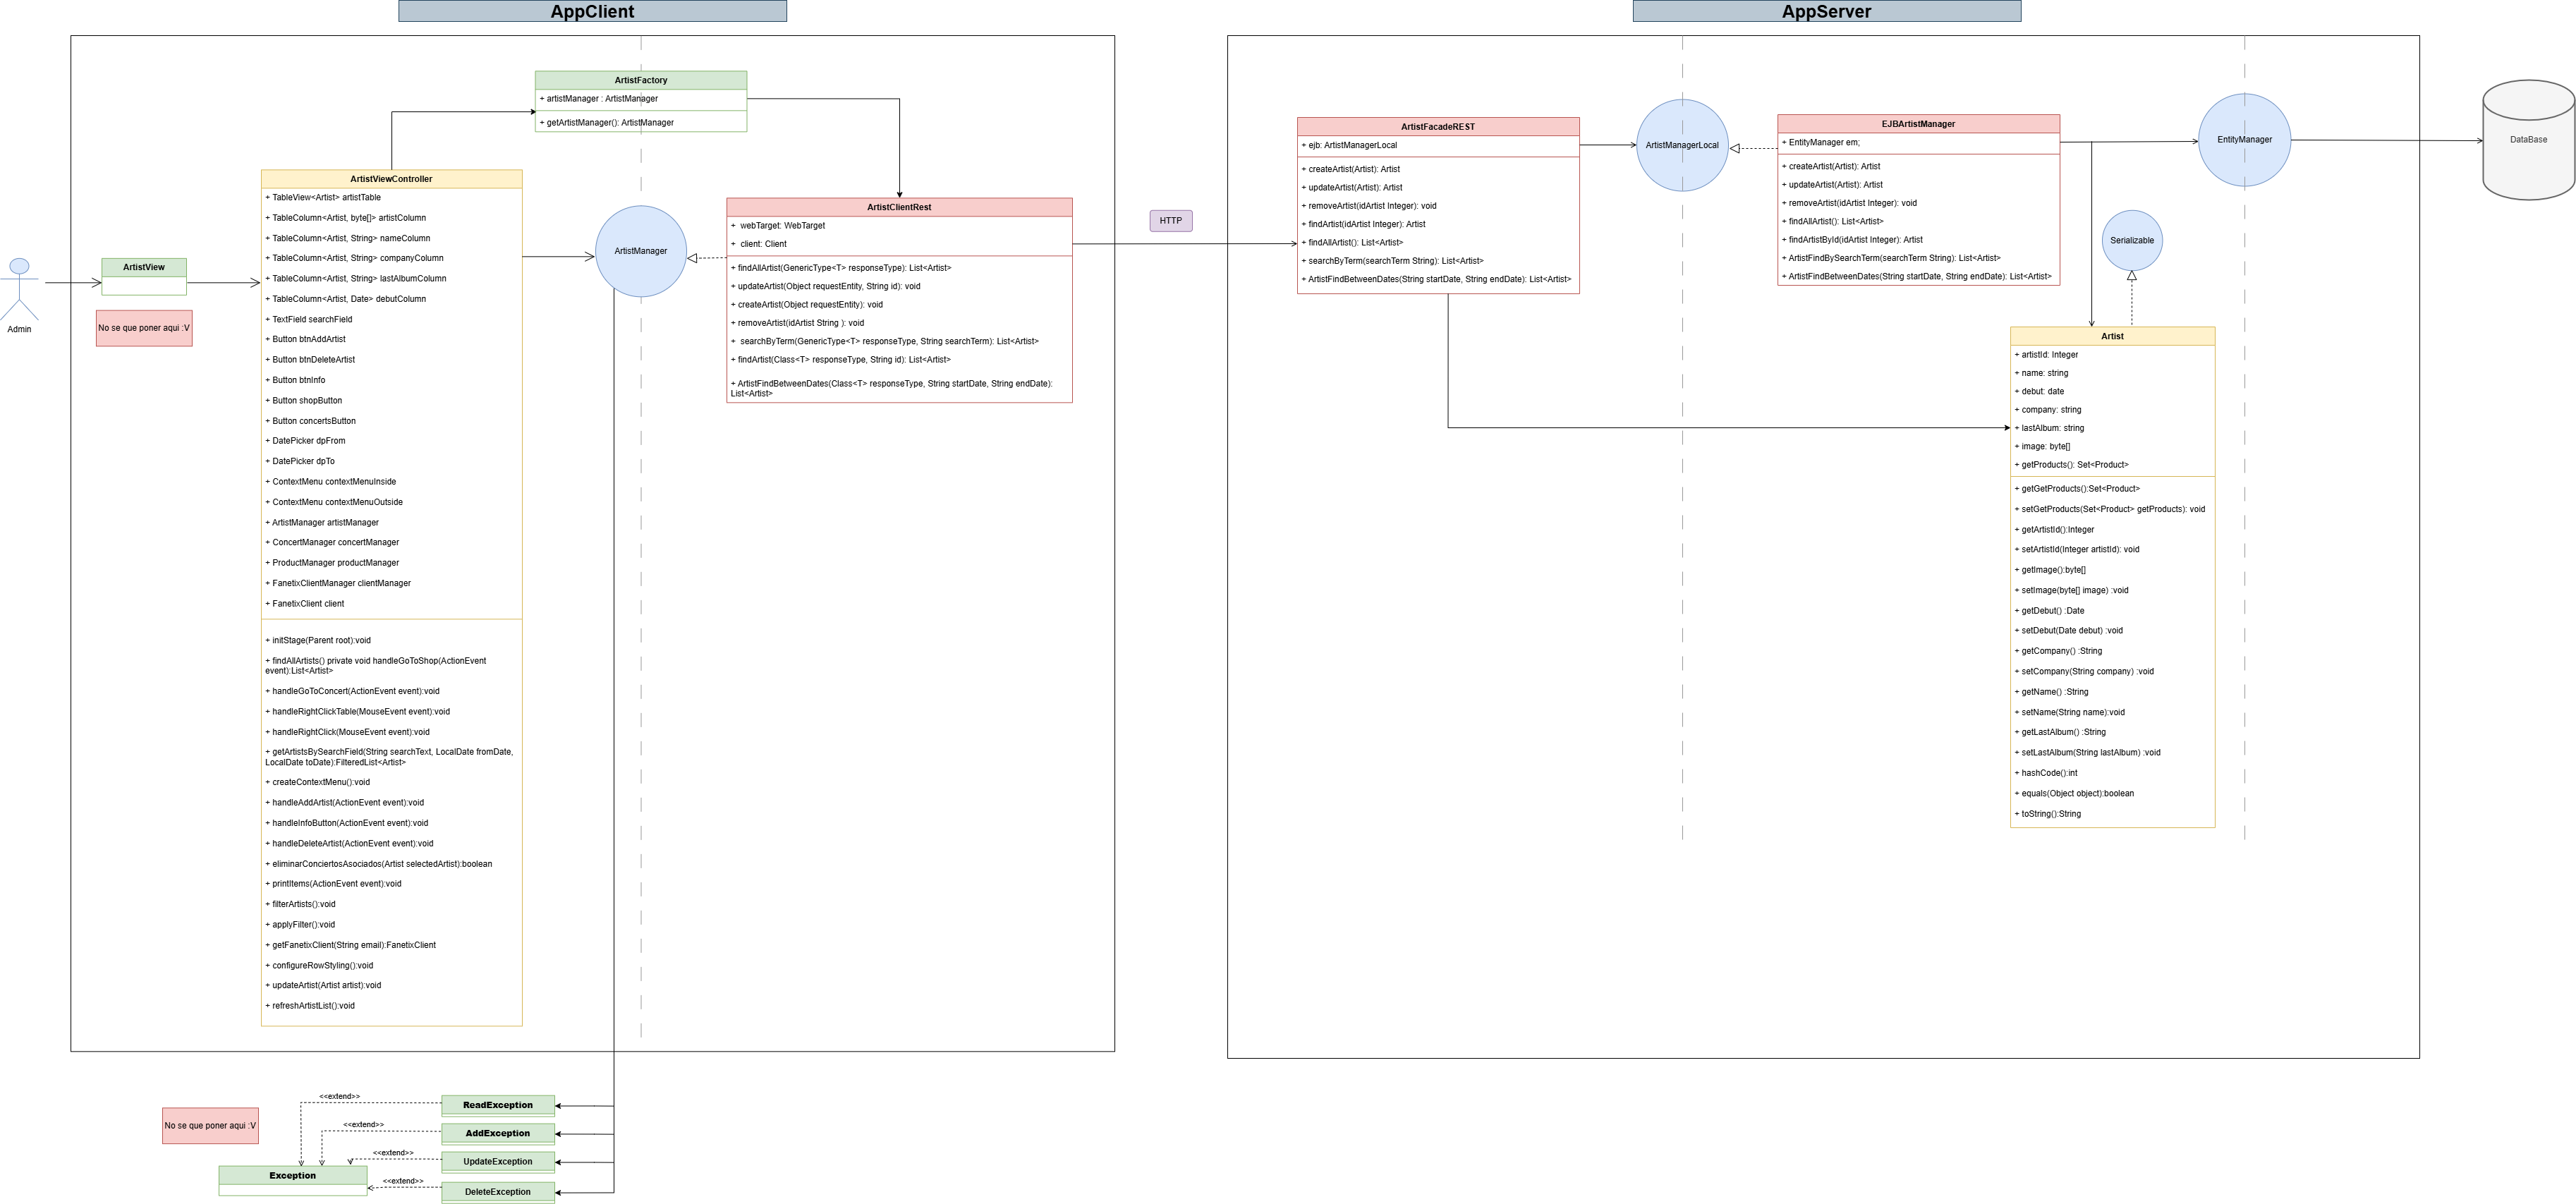 AppClient
AppServer
Admin
ArtistView
No se que poner aqui :V
ArtistViewController
+ TableView<Artist> artistTable
+ TableColumn<Artist, byte[]> artistColumn
+ TableColumn<Artist, String> nameColumn
+ TableColumn<Artist, String> companyColumn
+ TableColumn<Artist, String> lastAlbumColumn
+ TableColumn<Artist, Date> debutColumn
+ TextField searchField
+ Button btnAddArtist
+ Button btnDeleteArtist
+ Button btnInfo
+ Button shopButton
+ Button concertsButton
+ DatePicker dpFrom
+ DatePicker dpTo
+ ContextMenu contextMenuInside
+ ContextMenu contextMenuOutside
+ ArtistManager artistManager
+ ConcertManager concertManager
+ ProductManager productManager
+ FanetixClientManager clientManager
+ FanetixClient client
+ initStage(Parent root):void
+ findAllArtists() private void handleGoToShop(ActionEvent
event):List<Artist>
+ handleGoToConcert(ActionEvent event):void
+ handleRightClickTable(MouseEvent event):void
+ handleRightClick(MouseEvent event):void
+ getArtistsBySearchField(String searchText, LocalDate fromDate,
LocalDate toDate):FilteredList<Artist>
+ createContextMenu():void
+ handleAddArtist(ActionEvent event):void
+ handleInfoButton(ActionEvent event):void
+ handleDeleteArtist(ActionEvent event):void
+ eliminarConciertosAsociados(Artist selectedArtist):boolean
+ printItems(ActionEvent event):void
+ filterArtists():void
+ applyFilter():void
+ getFanetixClient(String email):FanetixClient
+ configureRowStyling():void
+ updateArtist(Artist artist):void
+ refreshArtistList():void
ArtistFactory
+ artistManager : ArtistManager
+ getArtistManager(): ArtistManager
ArtistManager
ArtistClientRest
+ webTarget: WebTarget
+ client: Client
+ findAllArtist(GenericType<T> responseType): List<Artist>
+ updateArtist(Object requestEntity, String id): void
+ createArtist(Object requestEntity): void
+ removeArtist(idArtist String ): void
+ searchByTerm(GenericType<T> responseType, String searchTerm): List<Artist>
+ findArtist(Class<T> responseType, String id): List<Artist>
+ ArtistFindBetweenDates(Class<T> responseType, String startDate, String endDate):
List<Artist>
HTTP
ArtistFacadeREST
+ ejb: ArtistManagerLocal
+ createArtist(Artist): Artist
+ updateArtist(Artist): Artist
+ removeArtist(idArtist Integer): void
+ findArtist(idArtist Integer): Artist
+ findAllArtist(): List<Artist>
+ searchByTerm(searchTerm String): List<Artist>
+ ArtistFindBetweenDates(String startDate, String endDate): List<Artist>
ArtistManagerLocal
EJBArtistManager
+ EntityManager em;
+ createArtist(Artist): Artist
+ updateArtist(Artist): Artist
+ removeArtist(idArtist Integer): void
+ findAllArtist(): List<Artist>
+ findArtistById(idArtist Integer): Artist
+ ArtistFindBySearchTerm(searchTerm String): List<Artist>
+ ArtistFindBetweenDates(String startDate, String endDate): List<Artist>
EntityManager
DataBase
Serializable
Artist
+ artistId: Integer
+ name: string
+ debut: date
+ company: string
+ lastAlbum: string
+ image: byte[]
+ getProducts(): Set<Product>
+ getGetProducts():Set<Product>
+ setGetProducts(Set<Product> getProducts): void
+ getArtistId():Integer
+ setArtistId(Integer artistId): void
+ getImage():byte[]
+ setImage(byte[] image) :void
+ getDebut() :Date
+ setDebut(Date debut) :void
+ getCompany() :String
+ setCompany(String company) :void
+ getName() :String
+ setName(String name):void
+ getLastAlbum() :String
+ setLastAlbum(String lastAlbum) :void
+ hashCode():int
+ equals(Object object):boolean
+ toString():String
No se que poner aqui :V
<<extend>>
ReadException
<<extend>>
AddException
<<extend>>
UpdateException
Exception
<<extend>>
DeleteException